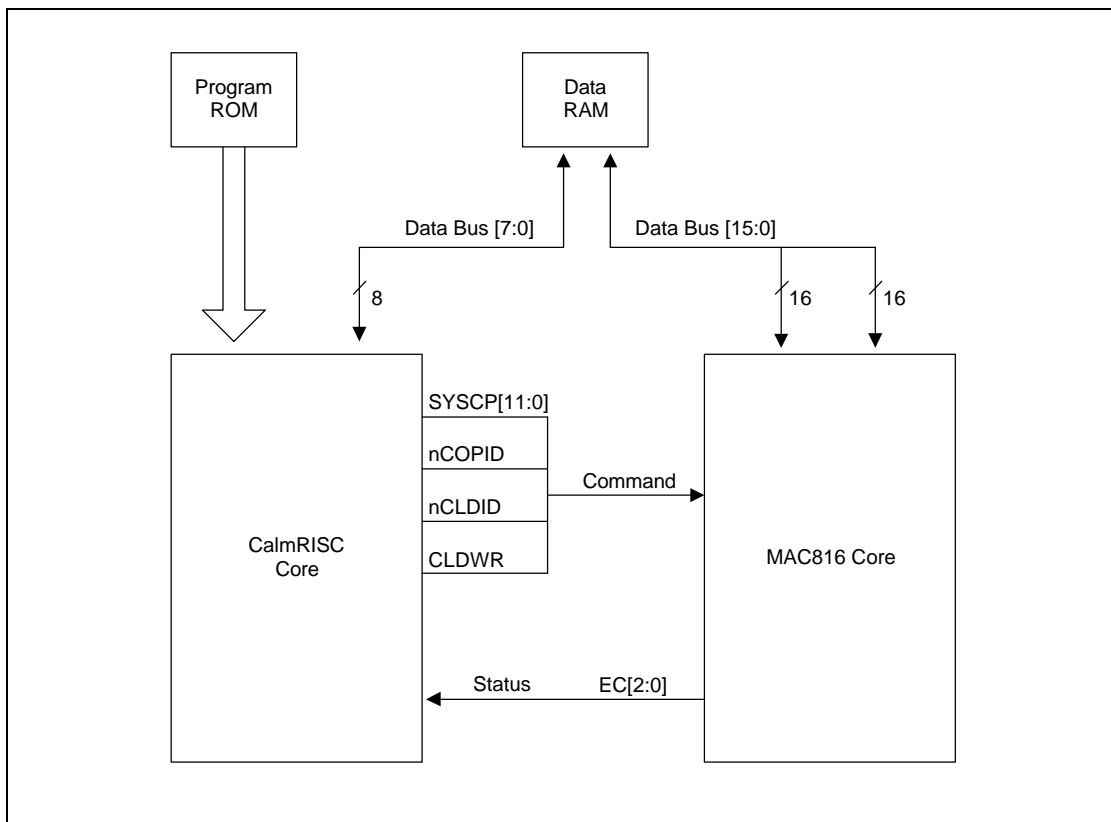 Program
ROM
Data
RAM
Data Bus [7:0]
Data Bus [15:0]
8
16
16
SYSCP[11:0]
nCOPID
Command
nCLDID
CLDWR
CalmRISC
Core
MAC816 Core
Status
EC[2:0]